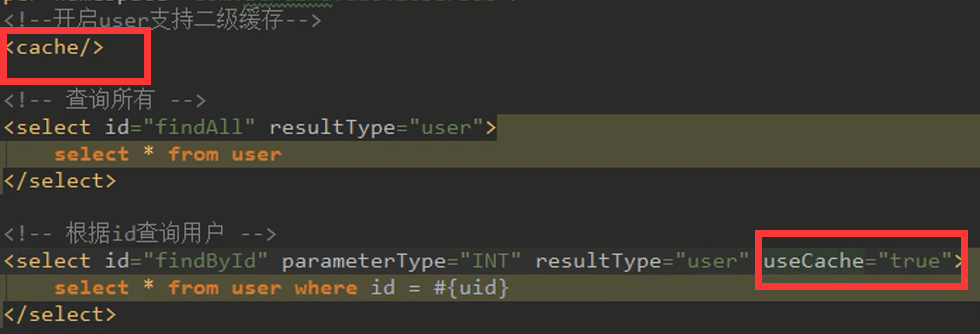 <!--开启user支持二级缓存-->
<cache/>
<!-- 查询所有 -->
<select id="findAll" resultType="user">
select * from user
</select>
<!-- 根据id查询用户 -->
<select id="findById" parameterType="INT" resultType="user" useCache="true">
select * from user where id = #{uid}
</select>